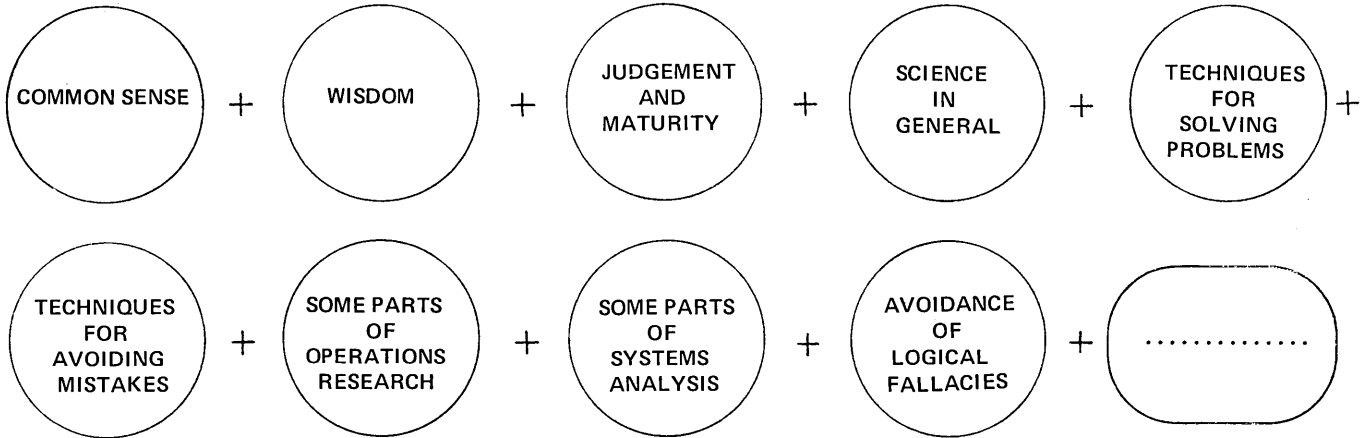 COMMON SENSE
+
WISDOM
+
JUDGEMENT
AND
MATURITY
+
SCIENCE
IN
GENERAL
+
TECHNIQUES
FOR
SOLVING
PROBLEMS
+
TECHNIQUES
FOR
AVOIDING
MISTAKES
+
SOME PARTS
OF
OPERATIONS
RESEARCH
+
SOME PARTS
OF
SYSTEMS
ANALYSIS
+
AVOIDANCE
OF
LOGICAL
FALLACIES
+
..............